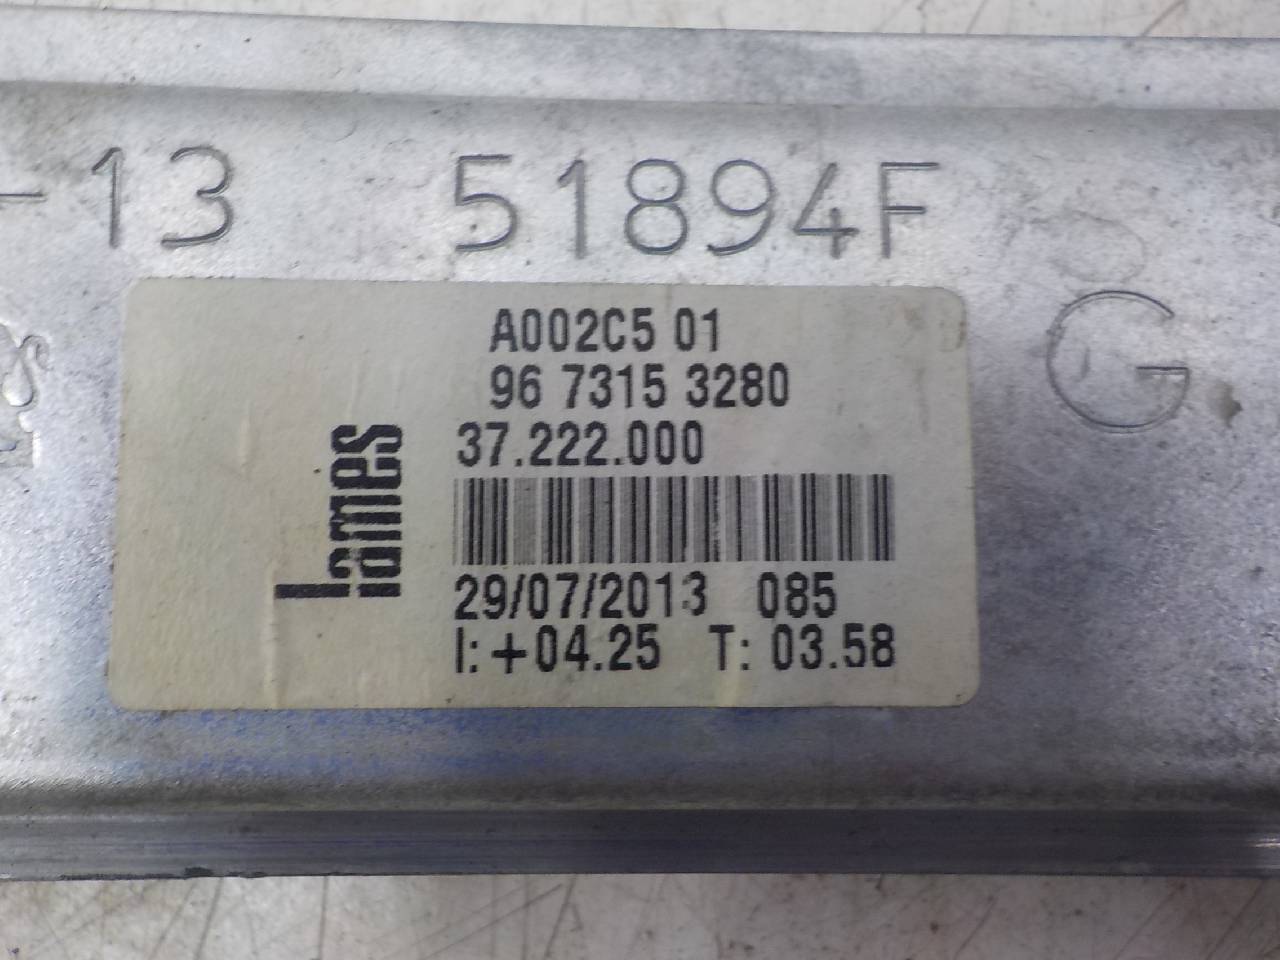 -13 51894F
G
A002C5 01
96 7315 3280
37.222.000
lames
29/07/2013 085
I: +04.25 T: 03.58